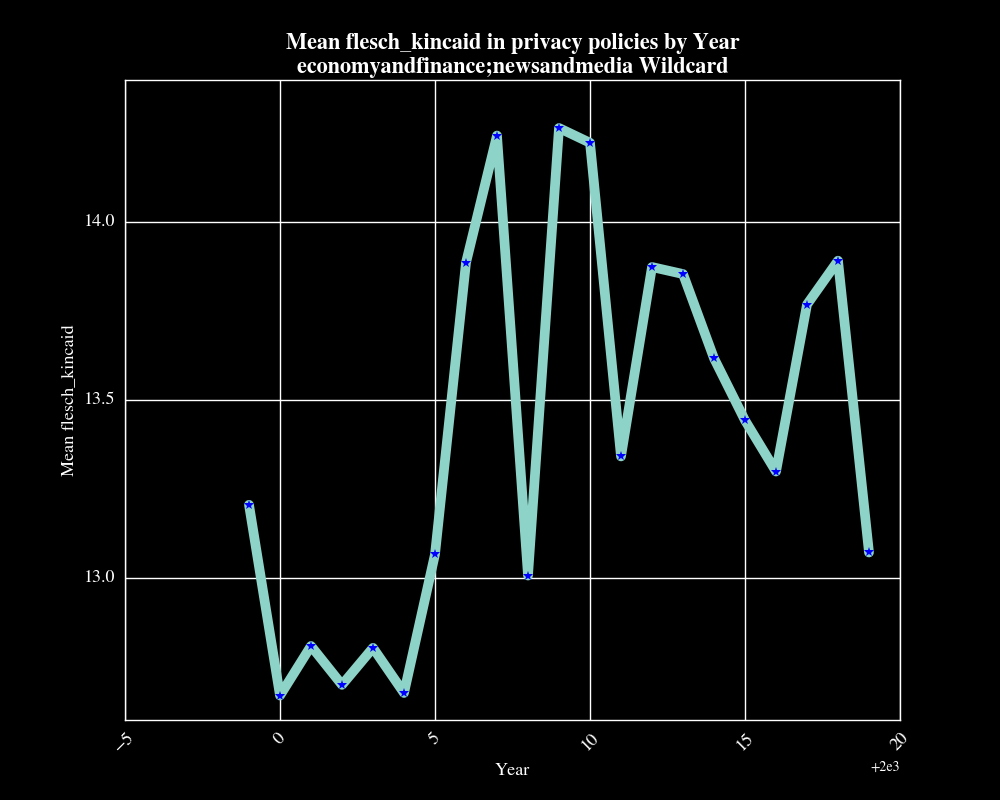 Mean flesch_kincaid in privacy policies by Year
economyandfinance;newsandmedia Wildcard
Mean flesch_kincaid
14.0
13.5
13.0
−5
0
5
10
15
20
Year
+2e3